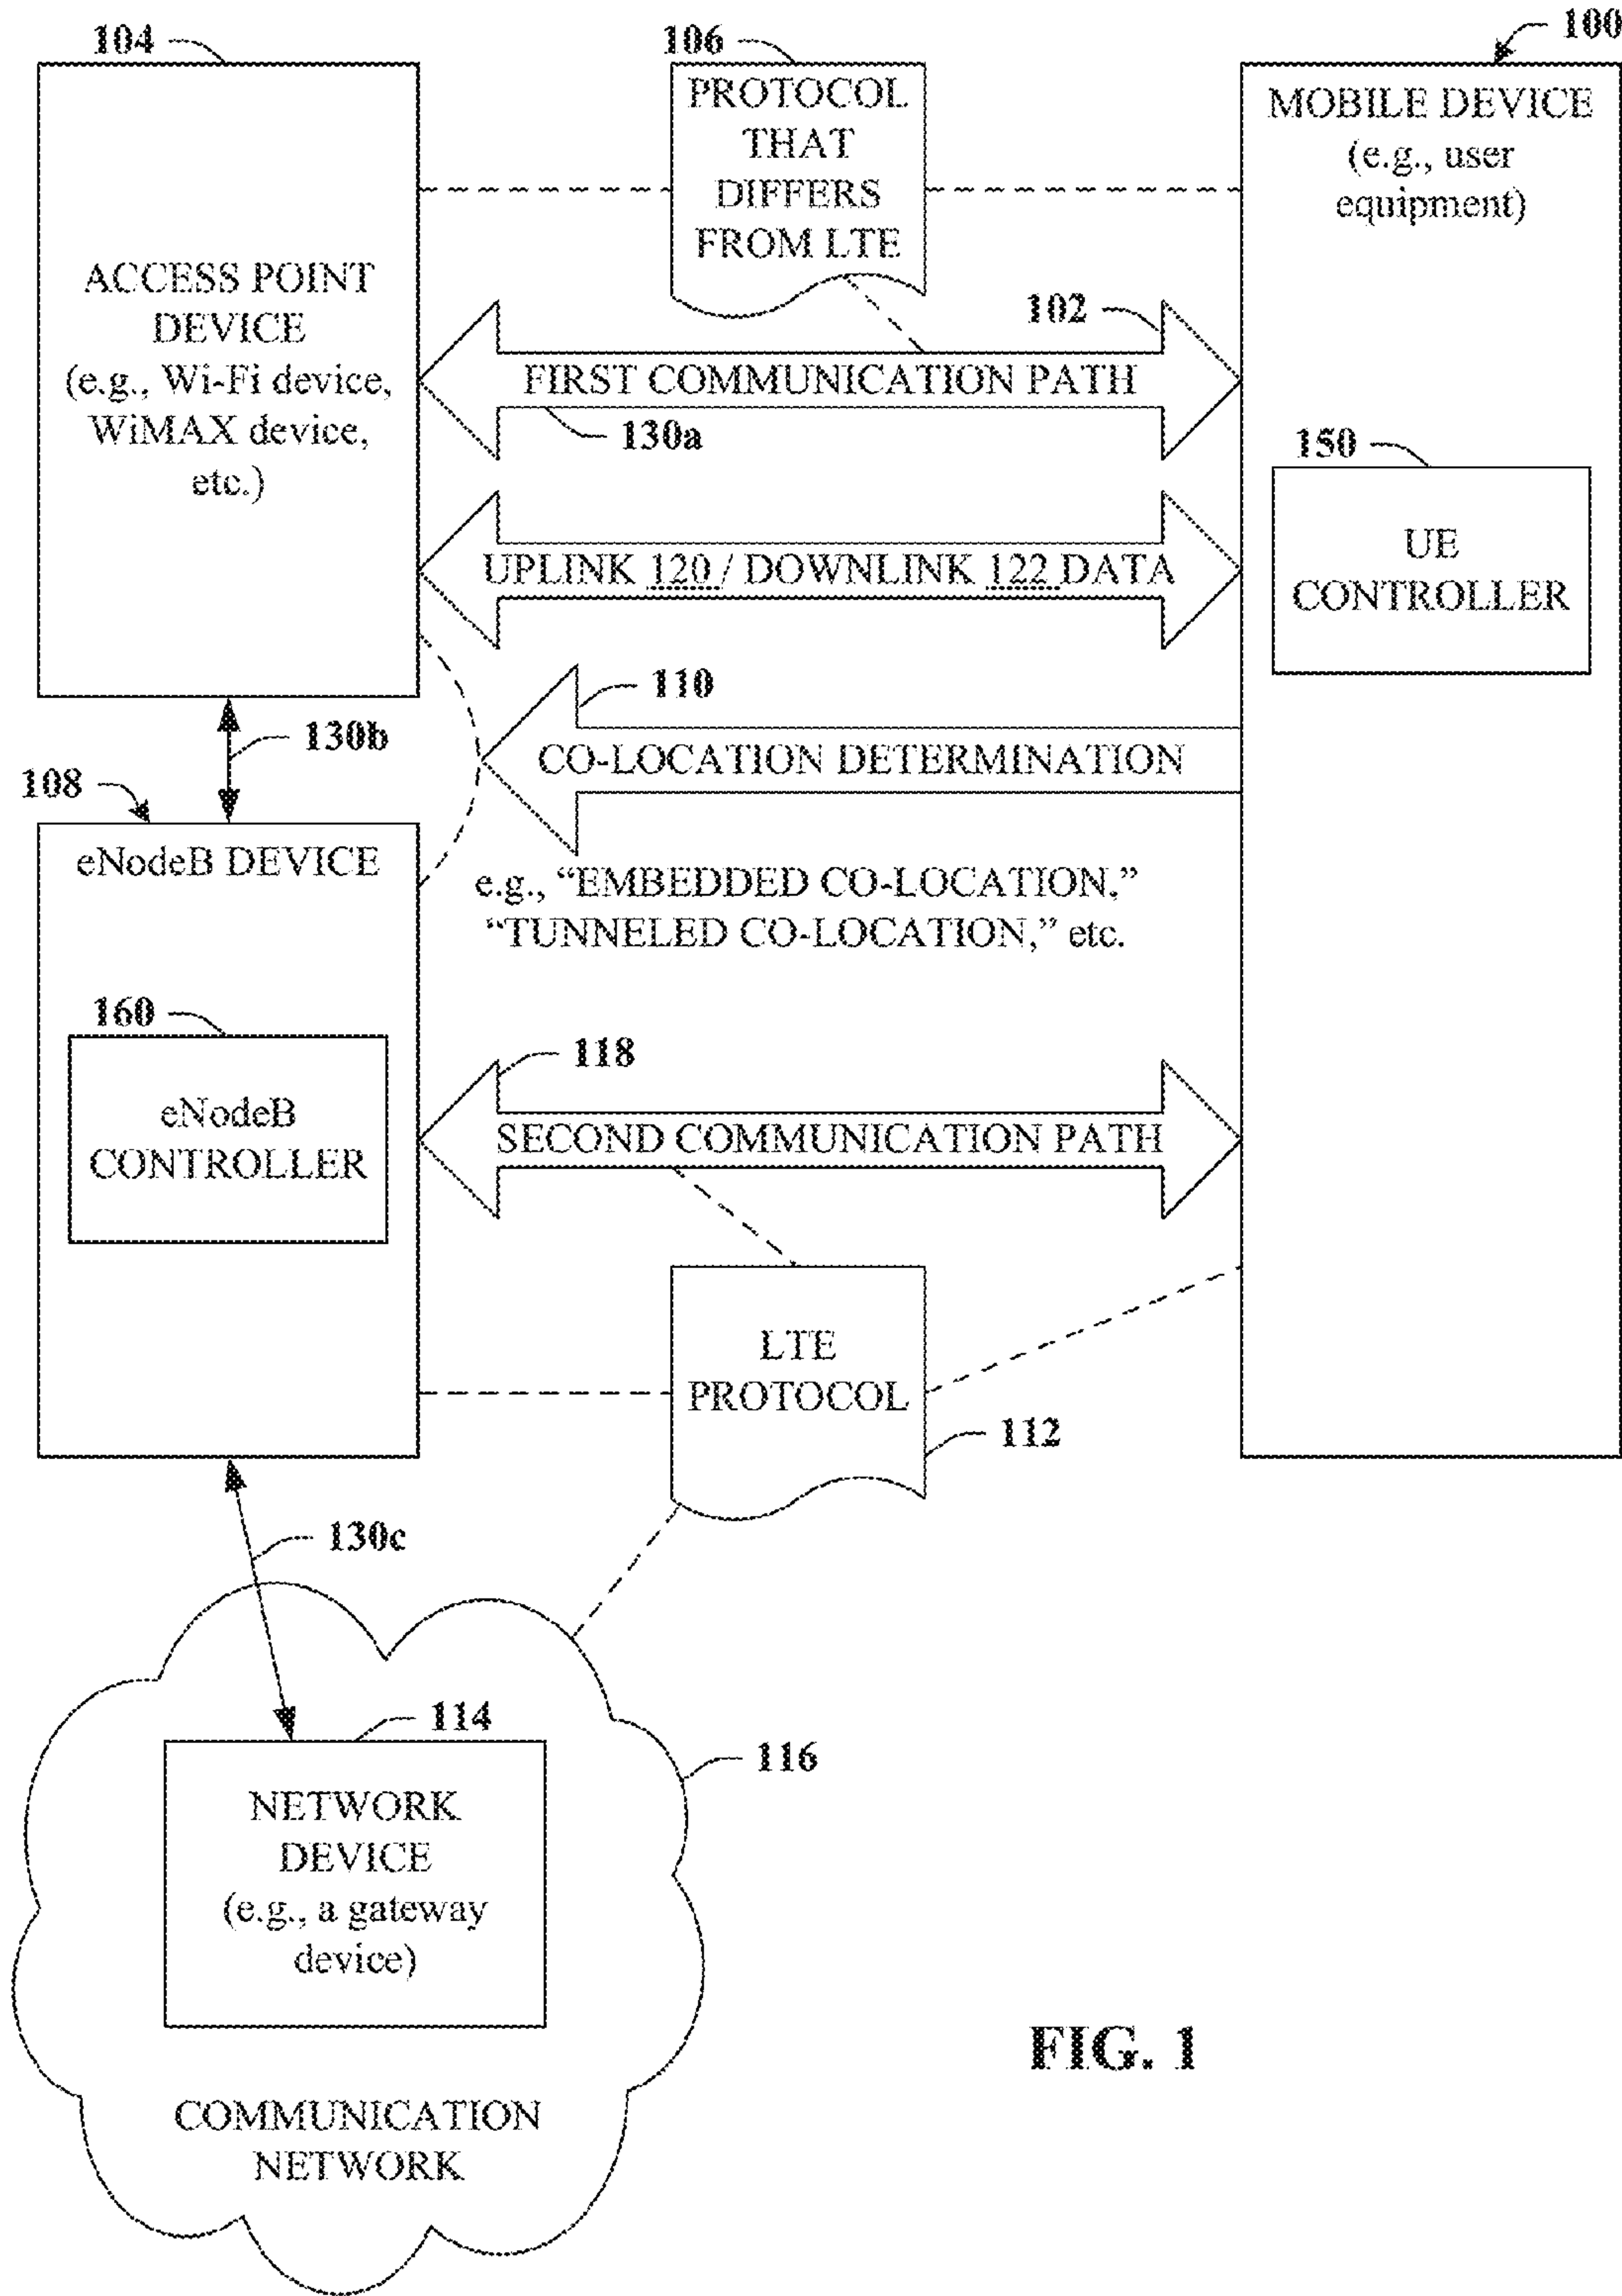 104
106
100
PROTOCOL
THAT
DIFFERS
FROM LTE
MOBILE DEVICE
(e.g., user
equipment)
ACCESS POINT
DEVICE
(e.g., Wi-Fi device,
WiMAX device,
etc.)
102
FIRST COMMUNICATION PATH
130a
150
UE
CONTROLLER
UPLINK 120 / DOWNLINK 122 DATA
110
130b
CO-LOCATION DETERMINATION
108
eNodeB DEVICE
e.g., “EMBEDDED CO-LOCATION,”
“TUNNELED CO-LOCATION,” etc.
160
eNodeB
CONTROLLER
118
SECOND COMMUNICATION PATH
LTE
PROTOCOL
112
130c
114
116
NETWORK
DEVICE
(e.g., a gateway
device)
COMMUNICATION
NETWORK
FIG. 1